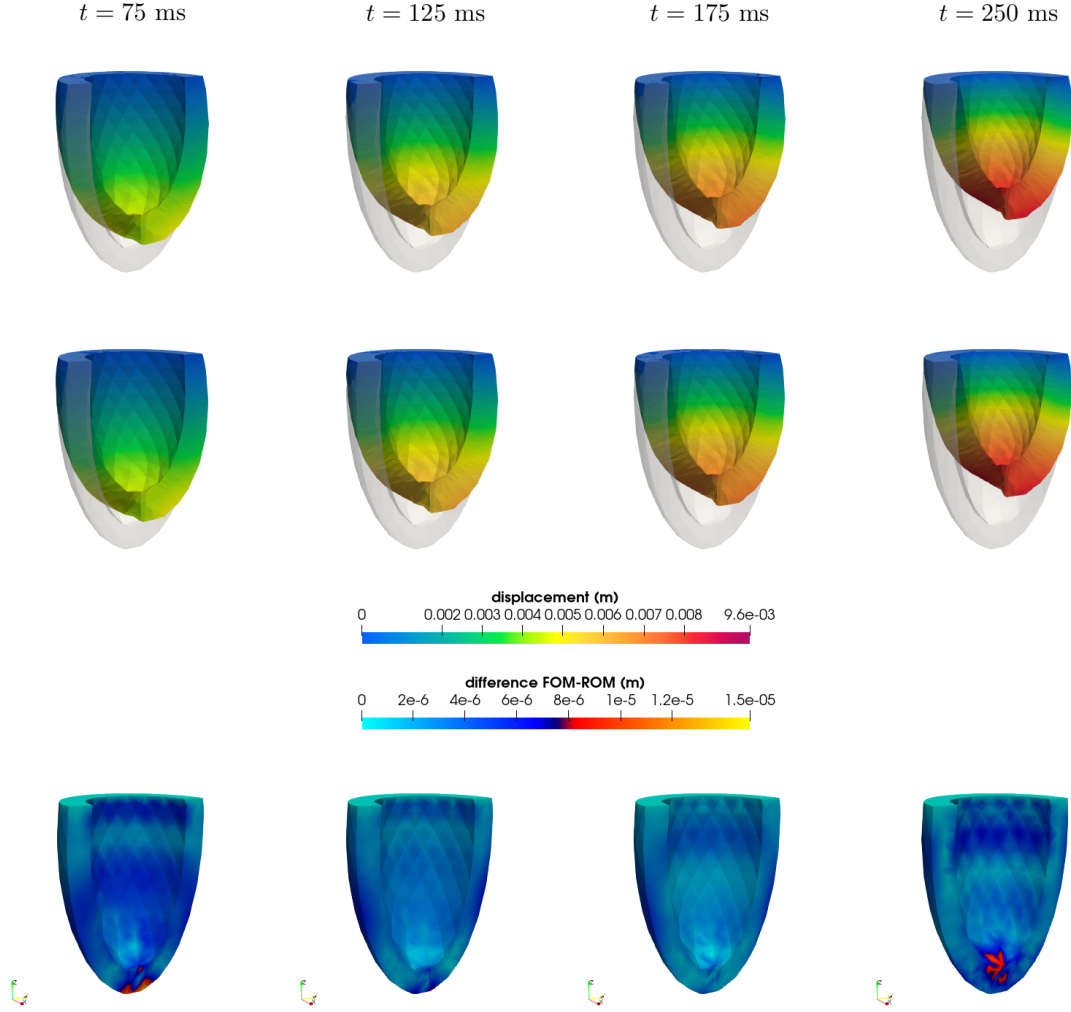 t = 75 ms t = 125 ms t = 175 ms t = 250 ms
displacement (m)
0 0.002 0.003 0.004 0.005 0.006 0.007 0.008 9.6e-03
difference FOM-ROM (m)
0 2e-6 4e-6 6e-6 8e-6 1e-5 1.2e-5 1.5e-05